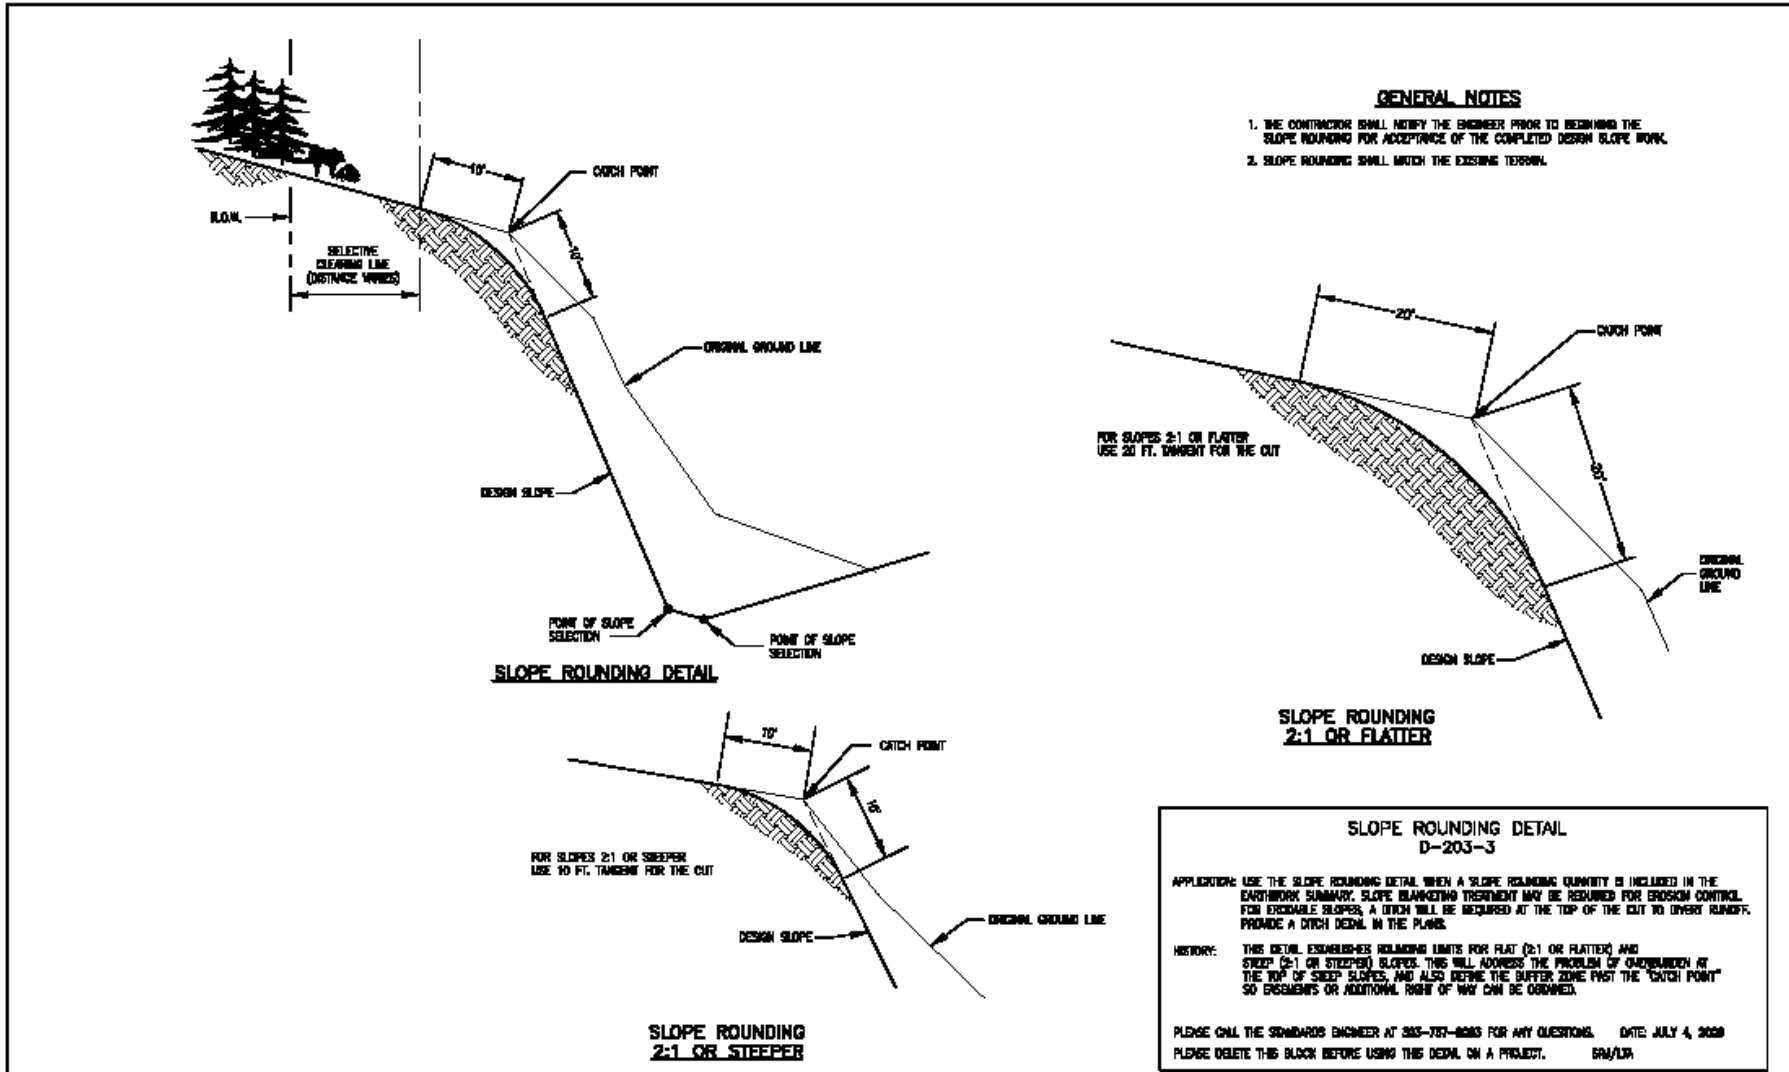 GENERAL NOTES
1. THE CONTRACTOR SHALL NOTIFY THE ENGINEER PRIOR TO BEGINNING THE
SLOPE ROUNDING FOR ACCEPTANCE OF THE COMPLETED DESIGN SLOPE WORK.
2. SLOPE ROUNDING SHALL MATCH THE EXISTING TERRAIN.
10'
CATCH POINT
R.O.W.
SELECTIVE
CLEARING LINE
(DISTANCE VARIES)
10'
ORIGINAL GROUND LINE
DESIGN SLOPE
POINT OF SLOPE
SELECTION
POINT OF SLOPE
SELECTION
SLOPE ROUNDING DETAIL
20'
CATCH POINT
FOR SLOPES 2:1 OR FLATTER
USE 20 FT. TANGENT FOR THE CUT
20'
ORIGINAL
GROUND
LINE
DESIGN SLOPE
SLOPE ROUNDING
2:1 OR FLATTER
10'
CATCH POINT
10'
FOR SLOPES 2:1 OR STEEPER
USE 10 FT. TANGENT FOR THE CUT
ORIGINAL GROUND LINE
DESIGN SLOPE
SLOPE ROUNDING
2:1 OR STEEPER
SLOPE ROUNDING DETAIL
D-203-3
APPLICATION: USE THE SLOPE ROUNDING DETAIL WHEN A SLOPE ROUNDING QUANTITY IS INCLUDED IN THE
EARTHWORK SUMMARY. SLOPE BLANKETING TREATMENT MAY BE REQUIRED FOR EROSION CONTROL.
FOR ERODABLE SLOPES, A DITCH WILL BE REQUIRED AT THE TOP OF THE CUT TO DIVERT RUNOFF.
PROVIDE A DITCH DETAIL IN THE PLANS.
HISTORY: THIS DETAIL ESTABLISHES ROUNDING LIMITS FOR FLAT (2:1 OR FLATTER) AND
STEEP (2:1 OR STEEPER) SLOPES. THIS WILL ADDRESS THE PROBLEM OF OVERBURDEN AT
THE TOP OF STEEP SLOPES, AND ALSO DEFINE THE BUFFER ZONE PAST THE "CATCH POINT"
SO EASEMENTS OR ADDITIONAL RIGHT OF WAY CAN BE OBTAINED.
PLEASE CALL THE STANDARDS ENGINEER AT FOR ANY QUESTIONS. DATE: JULY 4,
PLEASE DELETE THIS BLOCK BEFORE USING THIS DETAIL ON A PROJECT.